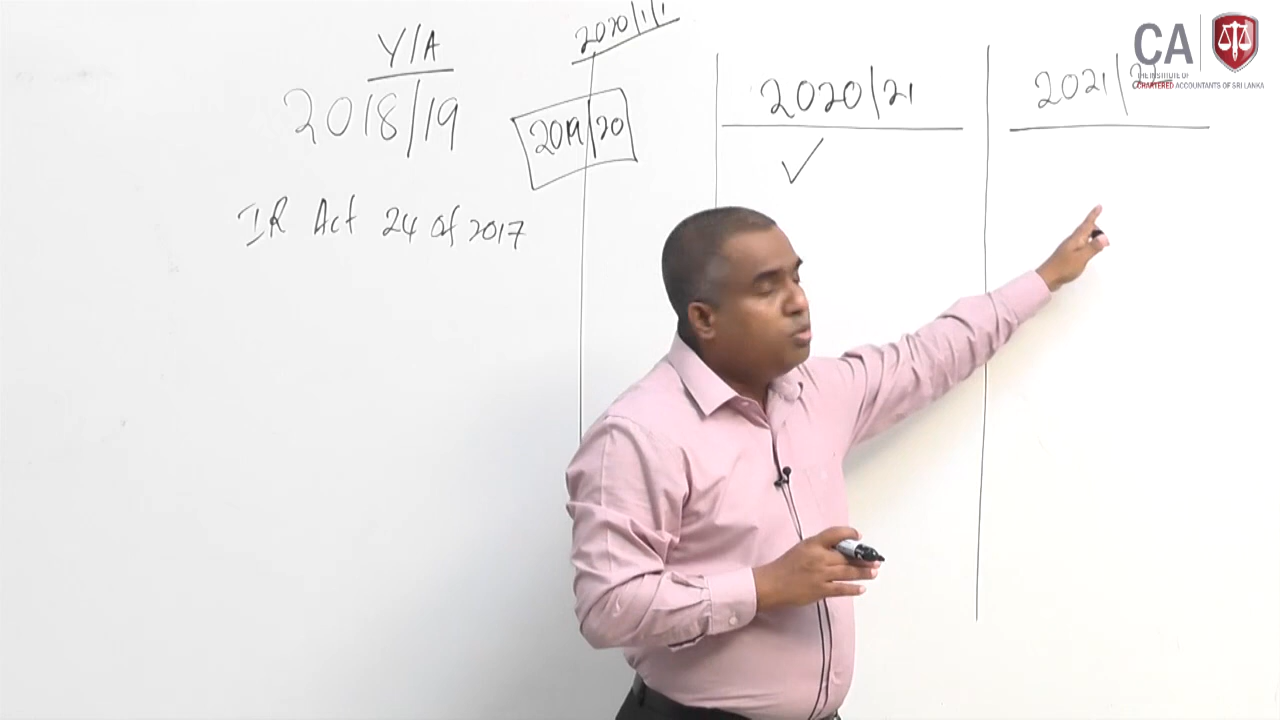 Y/A
2018/19
IR Act 24 of 2017
2020/1/1
2019/20
2020/21
2021/22
CA
THE INSTITUTE OF
CHARTERED ACCOUNTANTS OF SRI LANKA